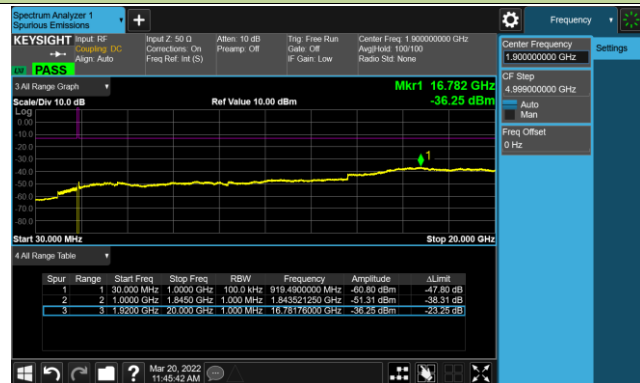 Spectrum Analyzer 1
Spurious Emissions
Frequency
KEYSIGHT Input: RF
Coupling: DC
Align: Auto
Input Z: 50 Ω
Corrections: On
Freq Ref: Int (S)
Atten: 10 dB
Preamp: Off
Trig: Free Run
Gate: Off
IF Gain: Low
Center Freq: 1.900000000 GHz
Avg|Hold: 100/100
Radio Std: None
PASS
Center Frequency
1.900000000 GHz
Settings
CF Step
4.999000000 GHz
Auto
Man
Freq Offset
0 Hz
3 All Range Graph
Mkr1 16.782 GHz
Scale/Div 10.0 dB
Ref Value 10.00 dBm
-36.25 dBm
Log
0.00
-10.0
-20.0
-30.0
-40.0
-50.0
-60.0
-70.0
-80.0
1
Start 30.000 MHz
Stop 20.000 GHz
4 All Range Table
Spur Range Start Freq Stop Freq RBW Frequency Amplitude ΔLimit
1 1 30.000 MHz 1.0000 GHz 100.0 kHz 919.4900000 MHz -60.80 dBm -47.80 dB
2 2 1.0000 GHz 1.8450 GHz 1.000 MHz 1.843521250 GHz -51.31 dBm -38.31 dB
3 3 1.9200 GHz 20.000 GHz 1.000 MHz 16.78176000 GHz -36.25 dBm -23.25 dB
?
Mar 20, 2022
11:45:42 AM